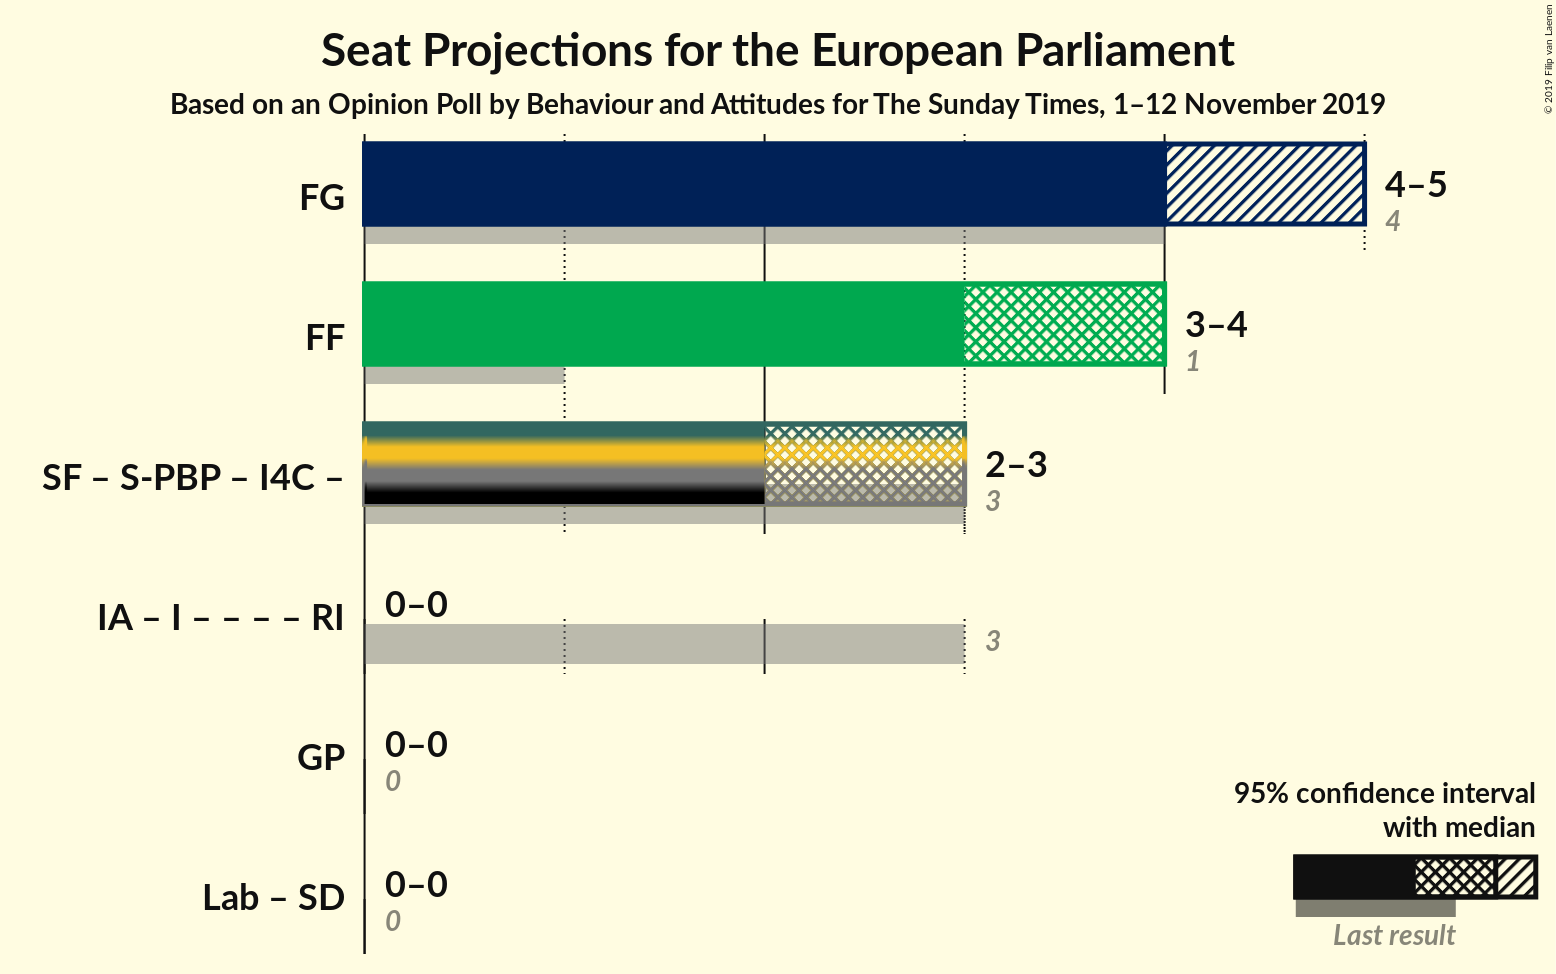 Seat Projections for the European Parliament
Based on an Opinion Poll by Behaviour and Attitudes for The Sunday Times, 1–12 November 2019
© 2019 Filip van Laenen
FG
4–5
4
FF
3–4
1
SF – S-PBP – I4C –
2–3
3
IA – I – – – – RI
0–0
3
GP
0–0
0
Lab – SD
0–0
0
95% confidence interval
with median
Last result